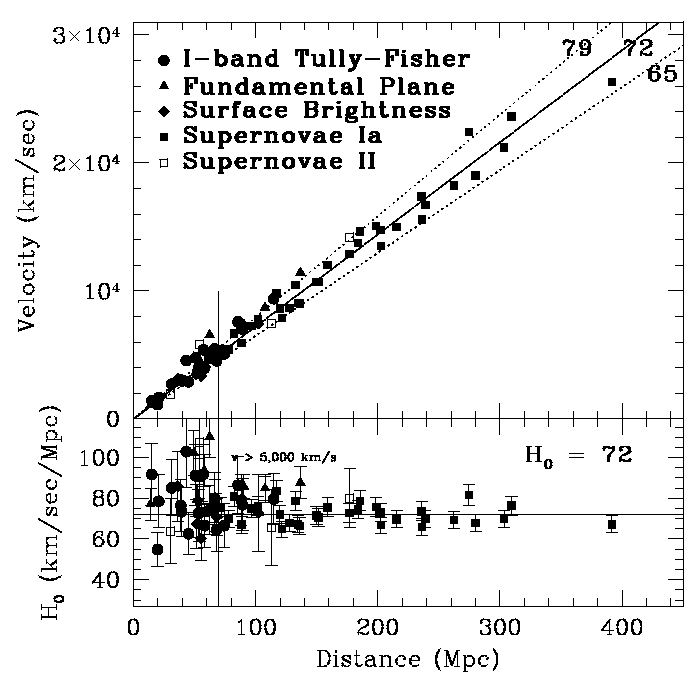 3×10⁴
79
72
65
I-band Tully-Fisher
Fundamental Plane
Surface Brightness
Supernovae Ia
Supernovae II
2×10⁴
10⁴
0
Velocity (km/sec)
v > 5,000 km/s
H₀ = 72
100
80
60
40
H₀ (km/sec/Mpc)
0
100
200
300
400
Distance (Mpc)